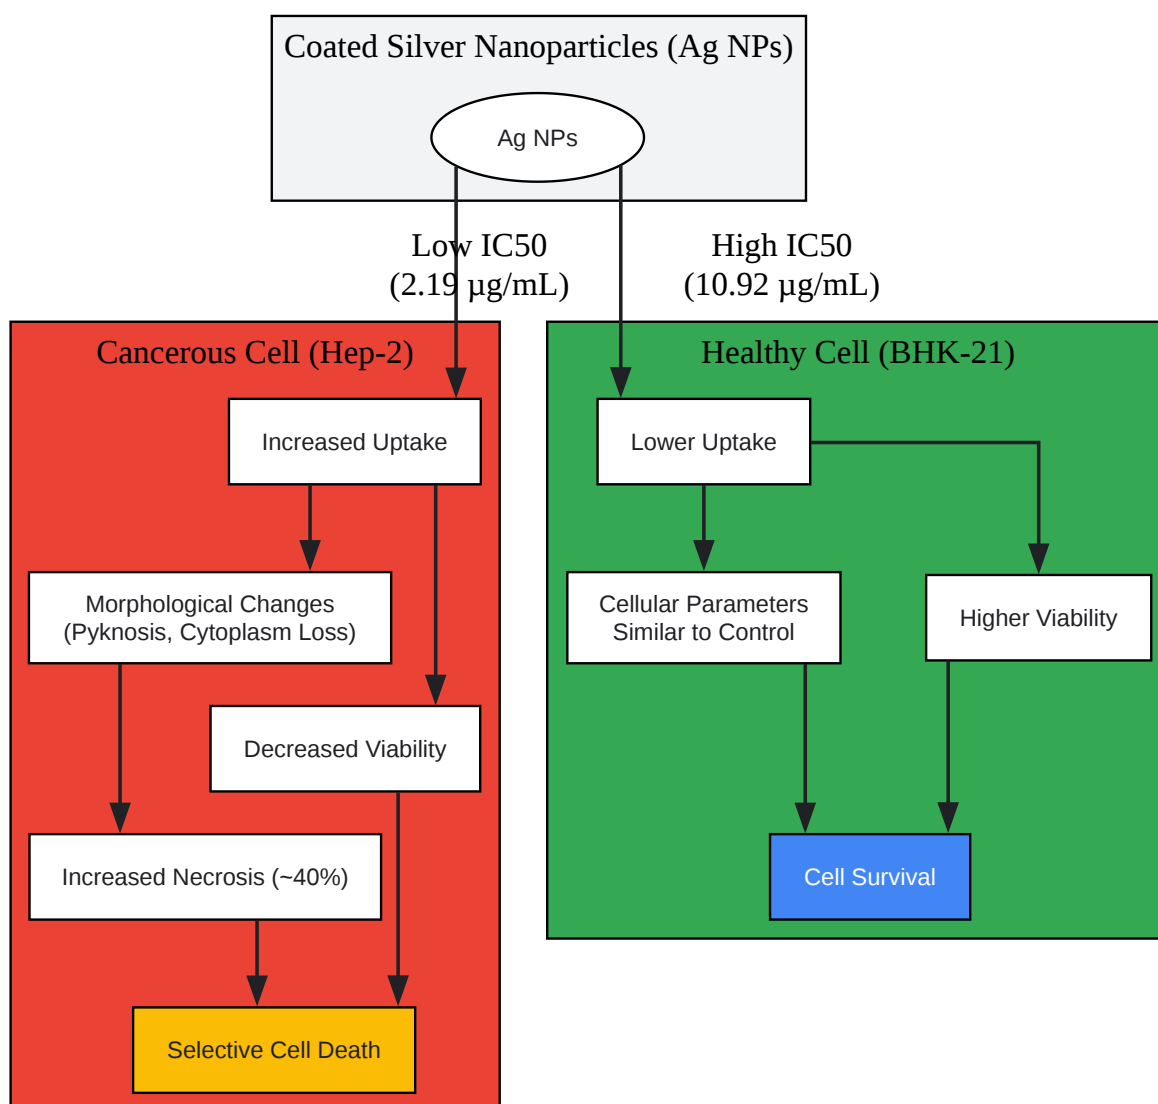 Coated Silver Nanoparticles (Ag NPs)
Ag NPs
Low IC50
(2.19 µg/mL)
High IC50
(10.92 µg/mL)
Cancerous Cell (Hep-2)
Increased Uptake
Morphological Changes
(Pyknosis, Cytoplasm Loss)
Decreased Viability
Increased Necrosis (~40%)
Selective Cell Death
Healthy Cell (BHK-21)
Lower Uptake
Cellular Parameters
Similar to Control
Higher Viability
Cell Survival